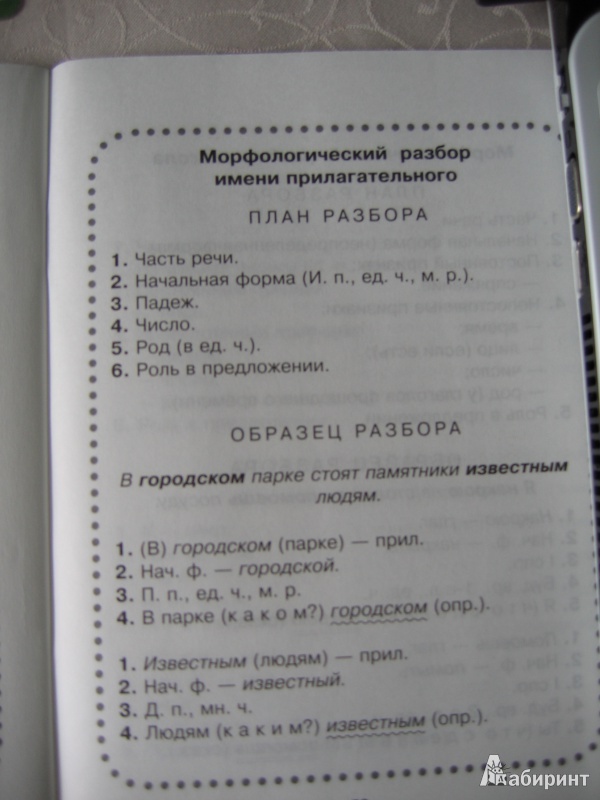 Морфологический разбор
имени прилагательного
ПЛАН РАЗБОРА
1. Часть речи.
2. Начальная форма (И. п., ед. ч., м. р.).
3. Падеж.
4. Число.
5. Род (в ед. ч.).
6. Роль в предложении.
ОБРАЗЕЦ РАЗБОРА
В городском парке стоят памятники известным
людям.
1. (В) городском (парке) — прил.
2. Нач. ф. — городской.
3. П. п., ед. ч., м. р.
4. В парке (каком?) городском (опр.).
1. Известным (людям) — прил.
2. Нач. ф. — известный.
3. Д. п., мн. ч.
4. Людям (каким?) известным (опр.).
Лабиринт